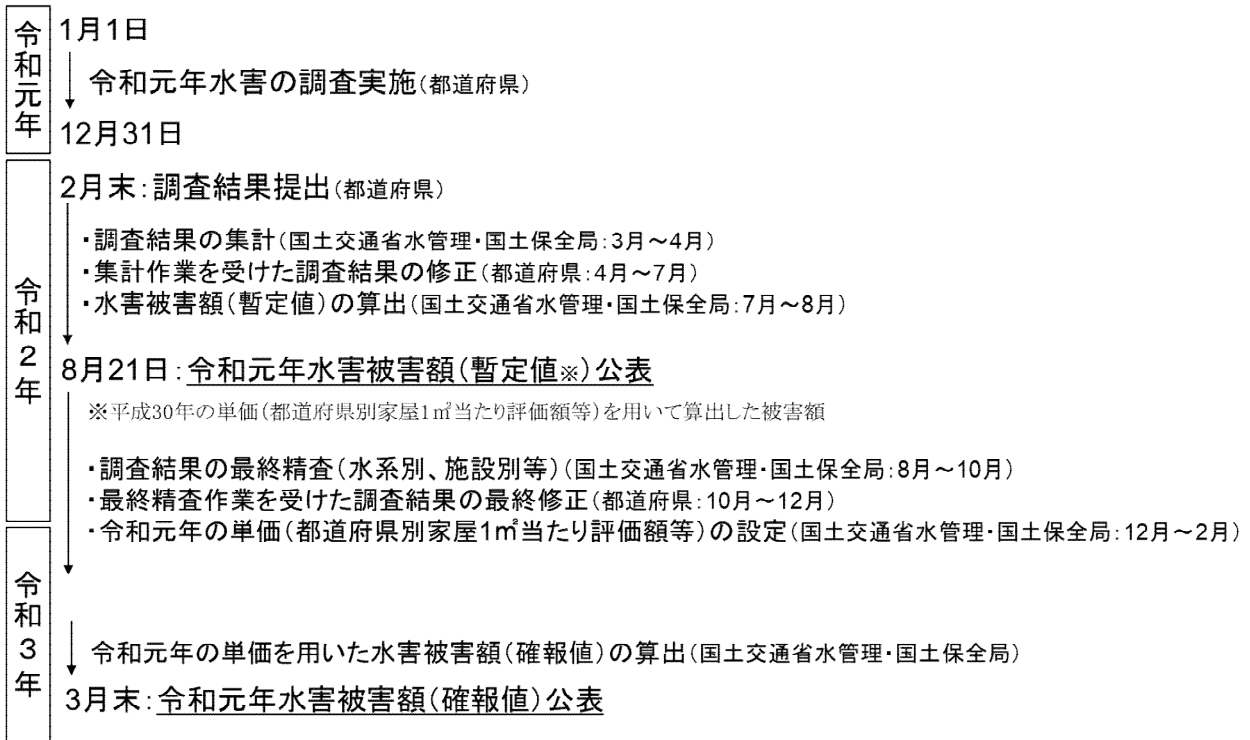 令和元年
1月1日
令和元年水害の調査実施(都道府県)
12月31日
令和2年
2月末:調査結果提出(都道府県)
・調査結果の集計(国土交通省水管理・国土保全局:3月～4月)
・集計作業を受けた調査結果の修正(都道府県:4月～7月)
・水害被害額(暫定値)の算出(国土交通省水管理・国土保全局:7月～8月)
8月21日:令和元年水害被害額(暫定値※)公表
※平成30年の単価(都道府県別家屋1㎡当たり評価額等)を用いて算出した被害額
・調査結果の最終精査(水系別、施設別等)(国土交通省水管理・国土保全局:8月～10月)
・最終精査作業を受けた調査結果の最終修正(都道府県:10月～12月)
・令和元年の単価(都道府県別家屋1㎡当たり評価額等)の設定(国土交通省水管理・国土保全局:12月～2月)
令和3年
令和元年の単価を用いた水害被害額(確報値)の算出(国土交通省水管理・国土保全局)
3月末:令和元年水害被害額(確報値)公表